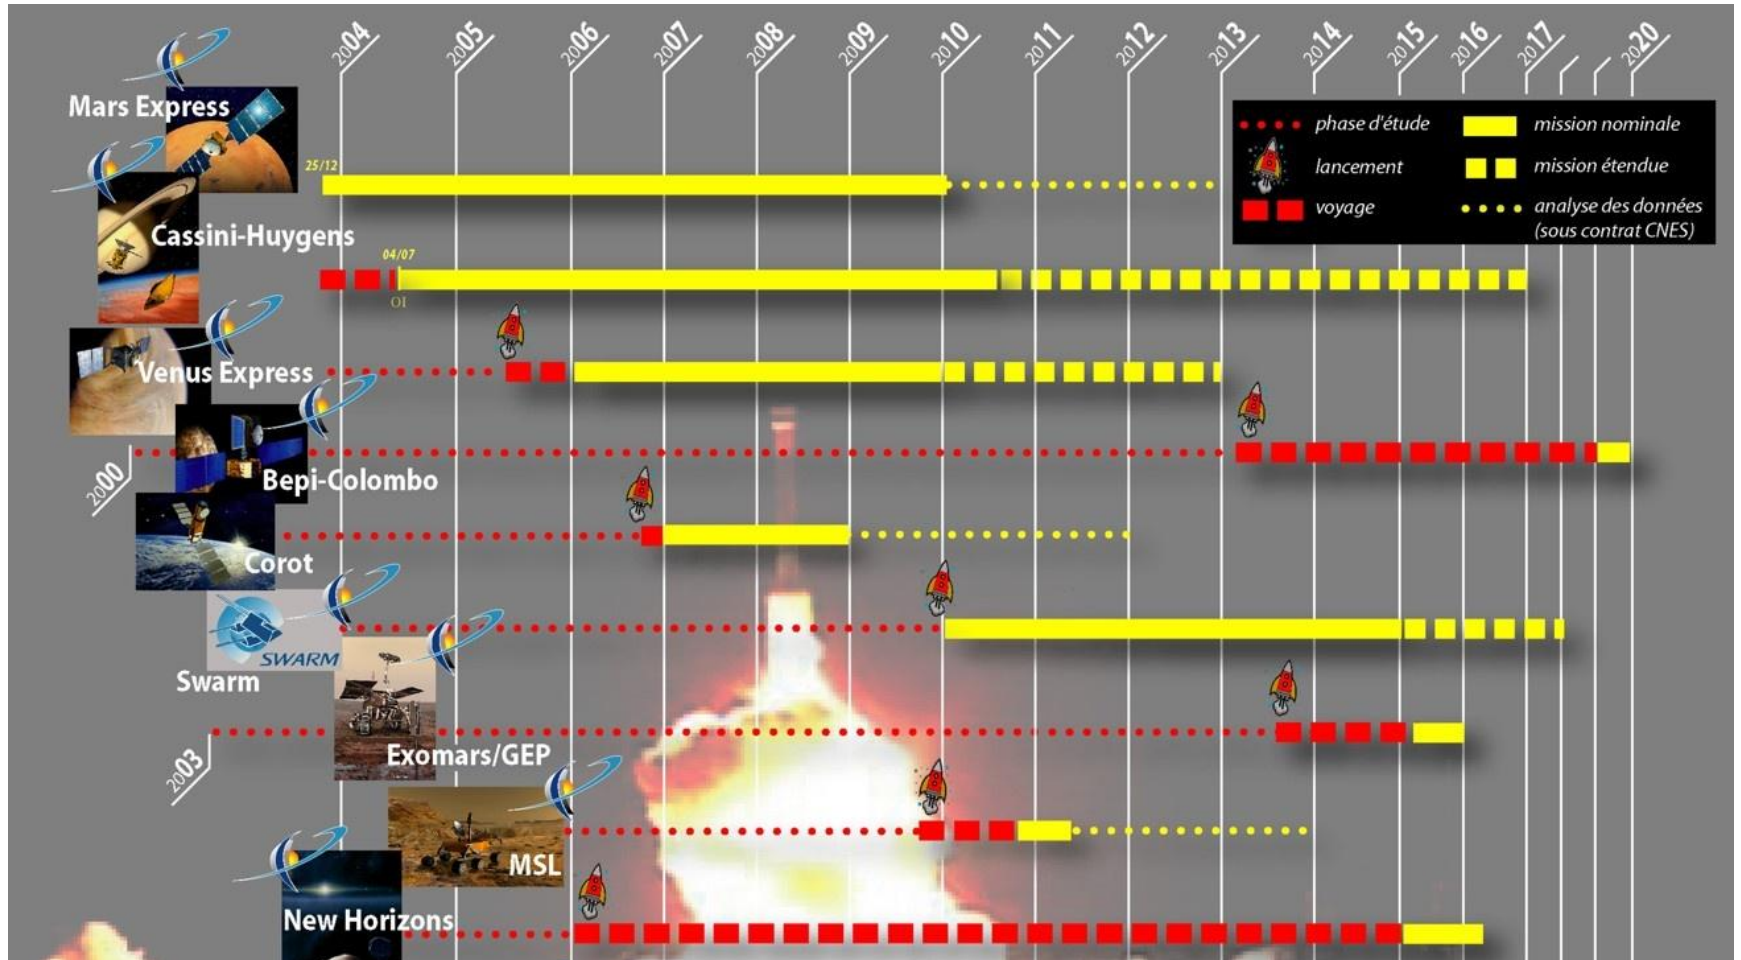 2004
2005
2006
2007
2008
2009
2010
2011
2012
2013
2014
2015
2016
2017
2020
Mars Express
phase d'étude
mission nominale
lancement
mission étendue
voyage
analyse des données
(sous contrat CNES)
25/12
Cassini-Huygens
04/07
OI
Venus Express
2000
Bepi-Colombo
Corot
SWARM
Swarm
Exomars/GEP
2003
MSL
New Horizons